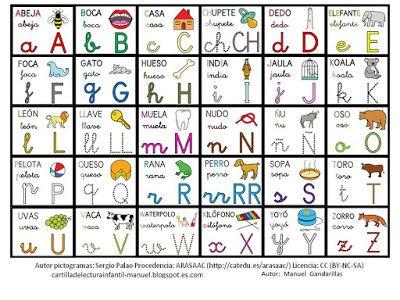 ABEJA BOCA CASA CHUPETE DEDO ELEFANTE
abeja boca casa chupete dedo elefante
a A b B c C ch CH d D e E
FOCA GATO HUESO INDIA JAULA KOALA
foca gato hueso india jaula koala
f F g G h H i I j J k K
LEÓN LLAVE MUELA NUDO ÑU OSO
león llave muela nudo ñu oso
l L ll LL m M n N ñ Ñ o O
PELOTA QUESO RANA PERRO SOPA TORO
pelota queso rana perro sopa toro
p P q Q r R rr RR s S t T
UVAS VACA WATERPOLO XILÓFONO YOYÓ ZORRO
uvas vaca waterpolo xilófono yoyó zorro
u U v V w W x X y Y z Z
Autor pictogramas: Sergio Palao Procedencia: ARASAAC (http://catedu.es/arasaac/) Licencia: CC (BY-NC-SA)
cartilladelecturainfantil-manuel.blogspot.es.com Autor: Manuel Gandarillas